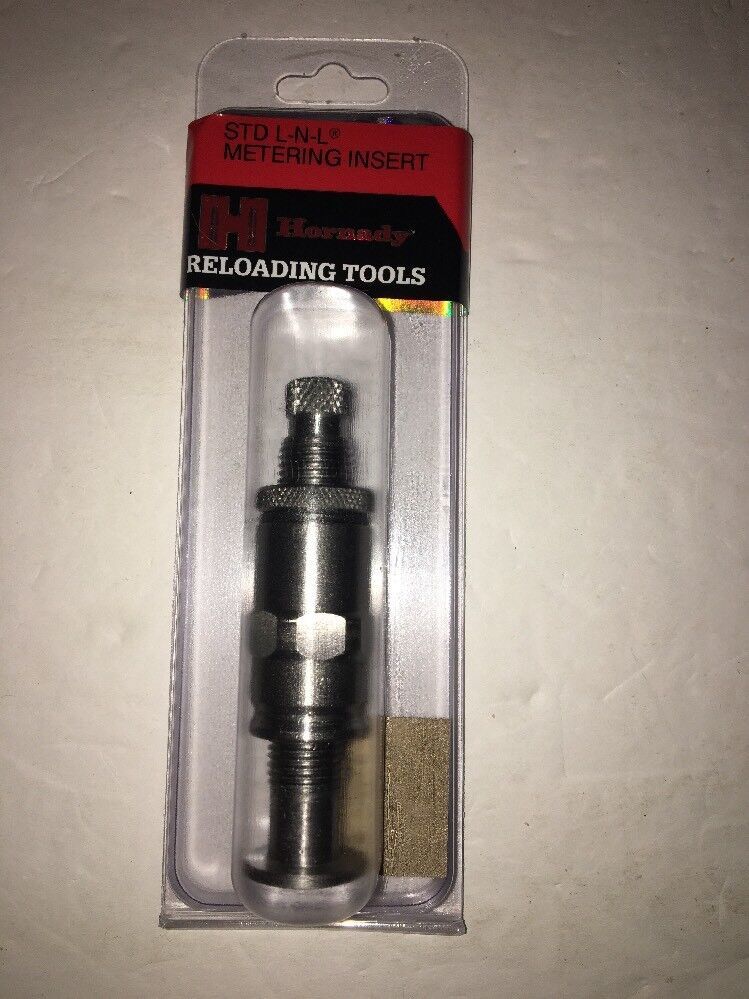 STD L-N-L®
METERING INSERT
Hornady
RELOADING TOOLS